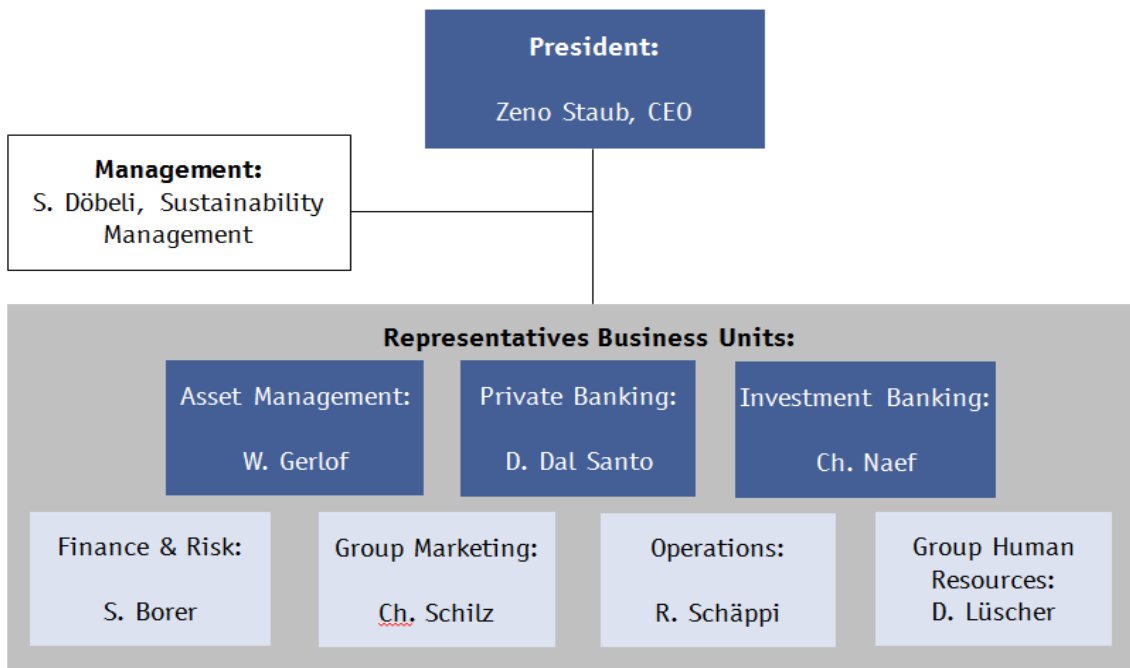 President:
Zeno Staub, CEO
Management:
S. Döbeli, Sustainability
Management
Representatives Business Units:
Asset Management:
W. Gerlof
Private Banking:
D. Dal Santo
Investment Banking:
Ch. Naef
Finance & Risk:
S. Borer
Group Marketing:
Ch. Schilz
Operations:
R. Schäppi
Group Human
Resources:
D. Lüscher